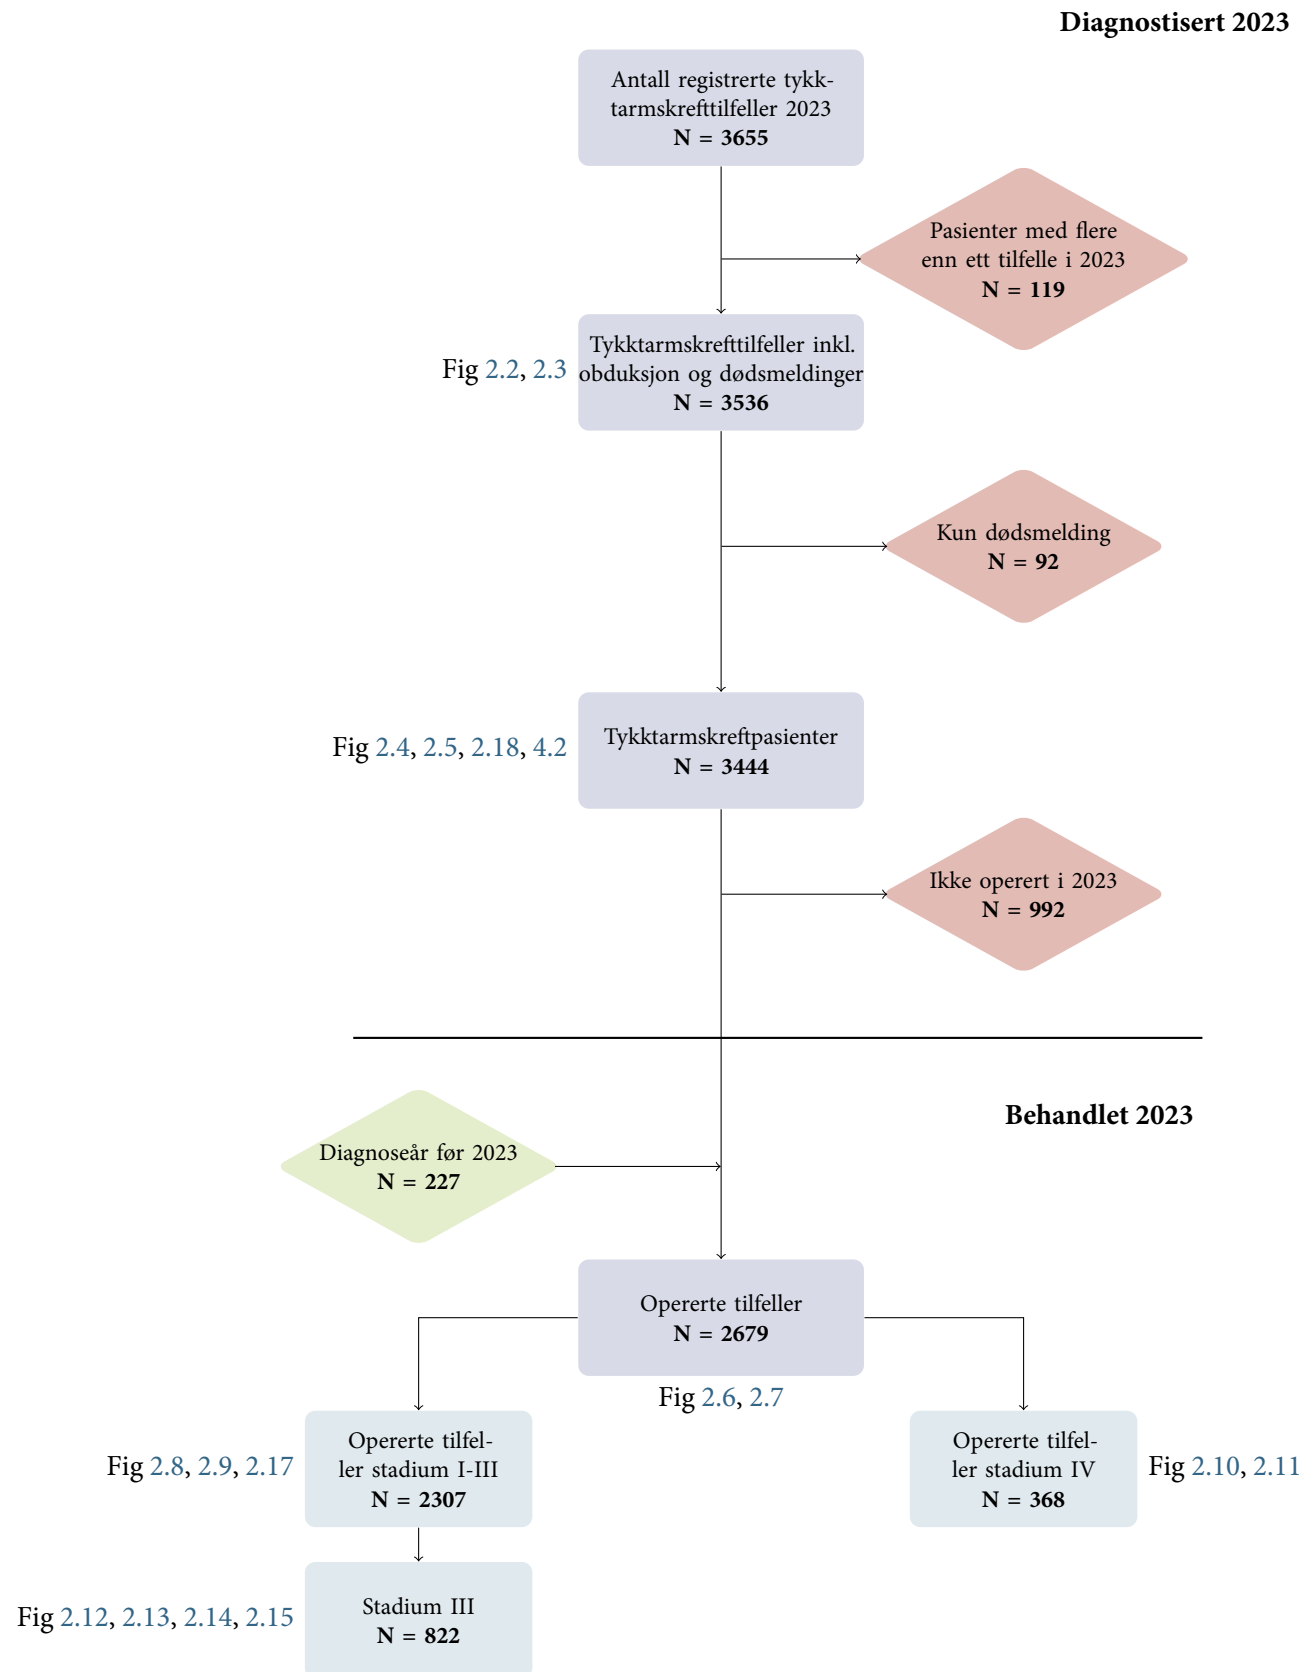 Diagnostisert 2023
Antall registrerte tykk-
tarmskrefttilfeller 2023
N = 3655
Pasienter med flere
enn ett tilfelle i 2023
N = 119
Tykktarmskrefttilfeller inkl.
obduksjon og dødsmeldinger
N = 3536
Fig 2.2, 2.3
Kun dødsmelding
N = 92
Tykktarmskreftpasienter
N = 3444
Fig 2.4, 2.5, 2.18, 4.2
Ikke operert i 2023
N = 992
Behandlet 2023
Diagnoseår før 2023
N = 227
Opererte tilfeller
N = 2679
Fig 2.6, 2.7
Fig 2.8, 2.9, 2.17
Opererte tilfel-
ler stadium I-III
N = 2307
Opererte tilfel-
ler stadium IV
N = 368
Fig 2.10, 2.11
Fig 2.12, 2.13, 2.14, 2.15
Stadium III
N = 822